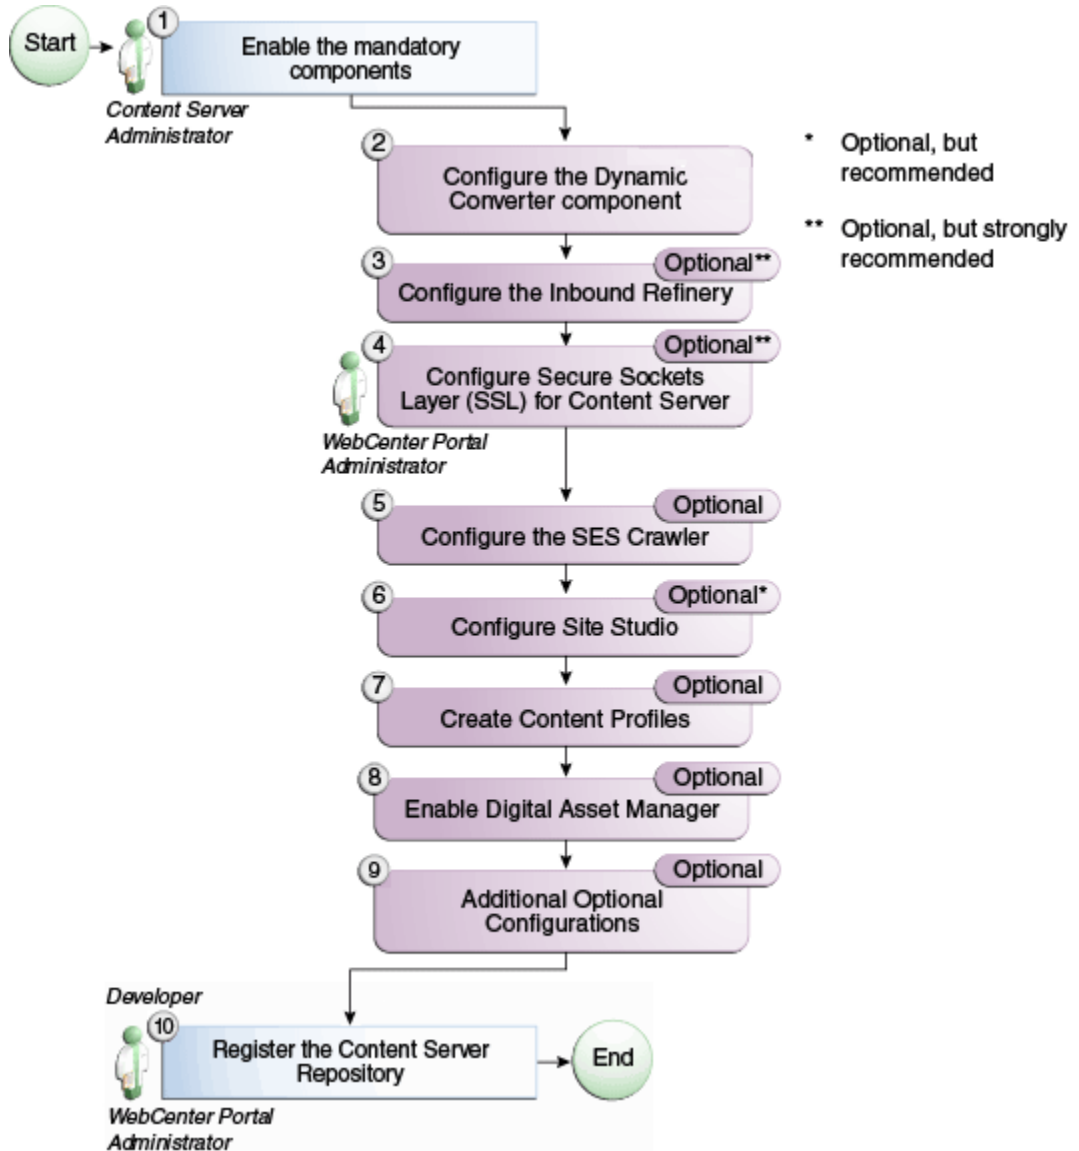 Start
1
Enable the mandatory
components
Content Server
Administrator
2
Configure the Dynamic
Converter component
* Optional, but
recommended
** Optional, but strongly
recommended
3
Optional**
Configure the Inbound Refinery
4
Optional**
Configure Secure Sockets
Layer (SSL) for Content Server
WebCenter Portal
Administrator
5
Optional
Configure the SES Crawler
6
Optional*
Configure Site Studio
7
Optional
Create Content Profiles
8
Optional
Enable Digital Asset Manager
9
Optional
Additional Optional
Configurations
Developer
10
Register the Content Server
Repository
End
WebCenter Portal
Administrator